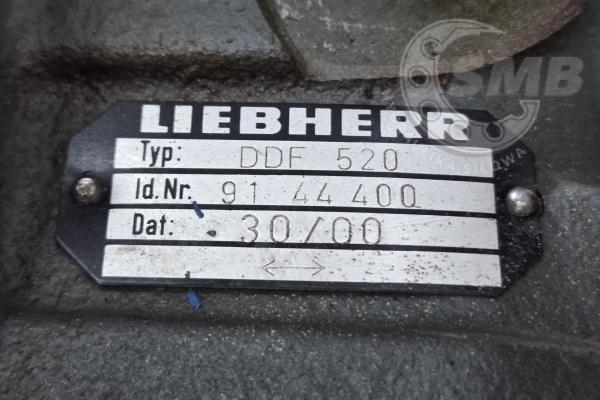 SMB
LIEBHERR
Typ: DDF 520
Id.Nr. 91 44 400
Dat: 30/00